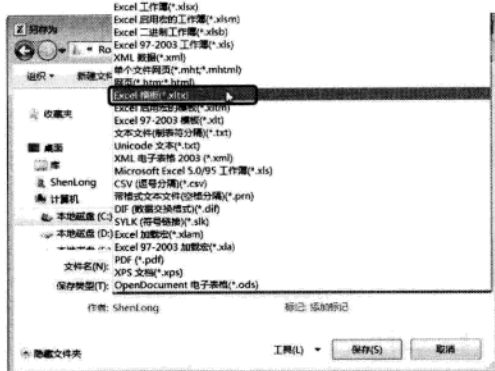 Excel 工作簿(*.xlsx)
Excel 启用宏的工作簿(*.xlsm)
Excel 二进制工作簿(*.xlsb)
Excel 97-2003 工作簿(*.xls)
XML 数据(*.xml)
单个文件网页(*.mht;*.mhtml)
网页(*.htm;*.html)
Excel 模板(*.xltx)
Excel 启用宏的模板(*.xltm)
Excel 97-2003 模板(*.xlt)
文本文件(制表符分隔)(*.txt)
Unicode 文本(*.txt)
XML 电子表格 2003 (*.xml)
Microsoft Excel 5.0/95 工作簿(*.xls)
CSV (逗号分隔)(*.csv)
带格式文本文件(空格分隔)(*.prn)
DIF (数据交换格式)(*.dif)
SYLK (符号链接)(*.slk)
Excel 加载宏(*.xlam)
Excel 97-2003 加载宏(*.xla)
PDF (*.pdf)
XPS 文档(*.xps)
OpenDocument 电子表格(*.ods)
另存为
« Ro
组织 新建文件
收藏夹
桌面
库
ShenLong
计算机
本地磁盘 (C:)
本地磁盘 (D:)
文件名(N):
保存类型(T):
作者: ShenLong 标记: 添加标记
隐藏文件夹 工具(L) 保存(S) 取消